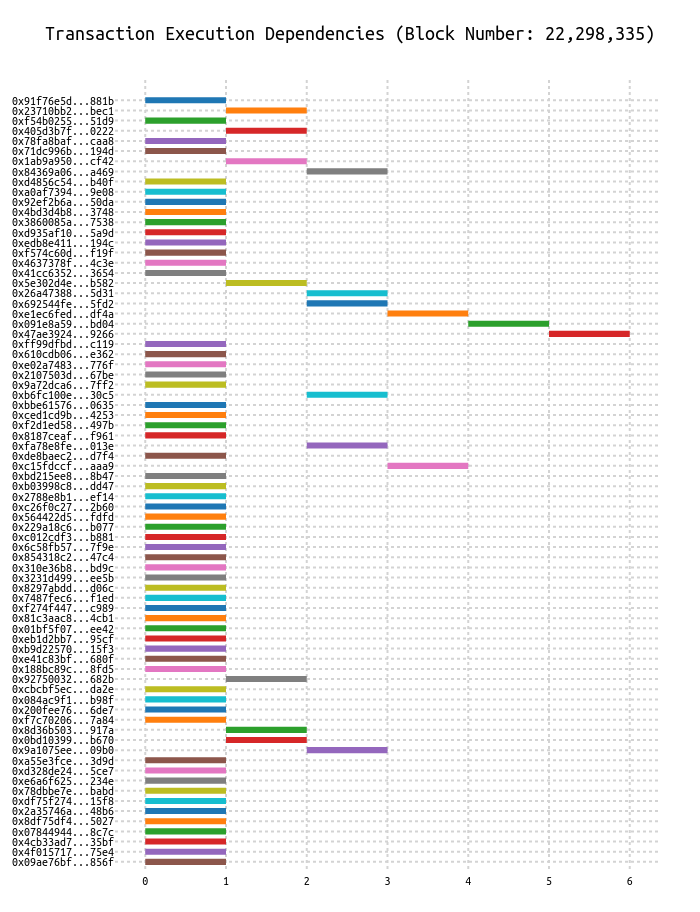 Transaction Execution Dependencies (Block Number: 22,298,335)
0x91f76e5d...881b
0x23710bb2...bec1
0xf54b0255...51d9
0x405d3b7f...0222
0x78fa8baf...caa8
0x71dc996b...194d
0x1ab9a950...cf42
0x84369a06...a469
0xd4856c54...b40f
0xa0af7394...9e08
0x92ef2b6a...50da
0x4bd3d4b8...3748
0x3860085a...7538
0xd935af10...5a9d
0xedb8e411...194c
0xf574c60d...f19f
0x4637378f...4c3e
0x41cc6352...3654
0x5e302d4e...b582
0x26a47388...5d31
0x692544fe...5fd2
0xe1ec6fed...df4a
0x091e8a59...bd04
0x47ae3924...9266
0xff99dfbd...c119
0x610cdb06...e362
0xe02a7483...776f
0x2107503d...67be
0x9a72dca6...7ff2
0xb6fc100e...30c5
0xbbe61576...0635
0xced1cd9b...4253
0xf2d1ed58...497b
0x8187ceaf...f961
0xfa78e8fe...013e
0xde8baec2...d7f4
0xc15fdccf...aaa9
0xbd215ee8...8b47
0xb03998c8...dd47
0x2788e8b1...ef14
0xc26f0c27...2b60
0x564422d5...fdfd
0x229a18c6...b077
0xc012cdf3...b881
0x6c58fb57...7f9e
0x854318c2...47c4
0x310e36b8...bd9c
0x3231d499...ee5b
0x8297abdd...d06c
0x7487fec6...f1ed
0xf274f447...c989
0x81c3aac8...4cb1
0x01bf5f07...ee42
0xeb1d2bb7...95cf
0xb9d22570...15f3
0xe41c83bf...680f
0x188bc89c...8fd5
0x92750032...682b
0xcbcbf5ec...da2e
0x084ac9f1...b98f
0x200fee76...6de7
0xf7c70206...7a84
0x8d36b503...917a
0x0bd10399...b670
0x9a1075ee...09b0
0xa55e3fce...3d9d
0xd328de24...5ce7
0xe6a6f625...234e
0x78dbbe7e...babd
0xdf75f274...15f8
0x2a35746a...48b6
0x8df75df4...5027
0x07844944...8c7c
0x4cb33ad7...35bf
0x4f015717...75e4
0x09ae76bf...856f
0 1 2 3 4 5 6